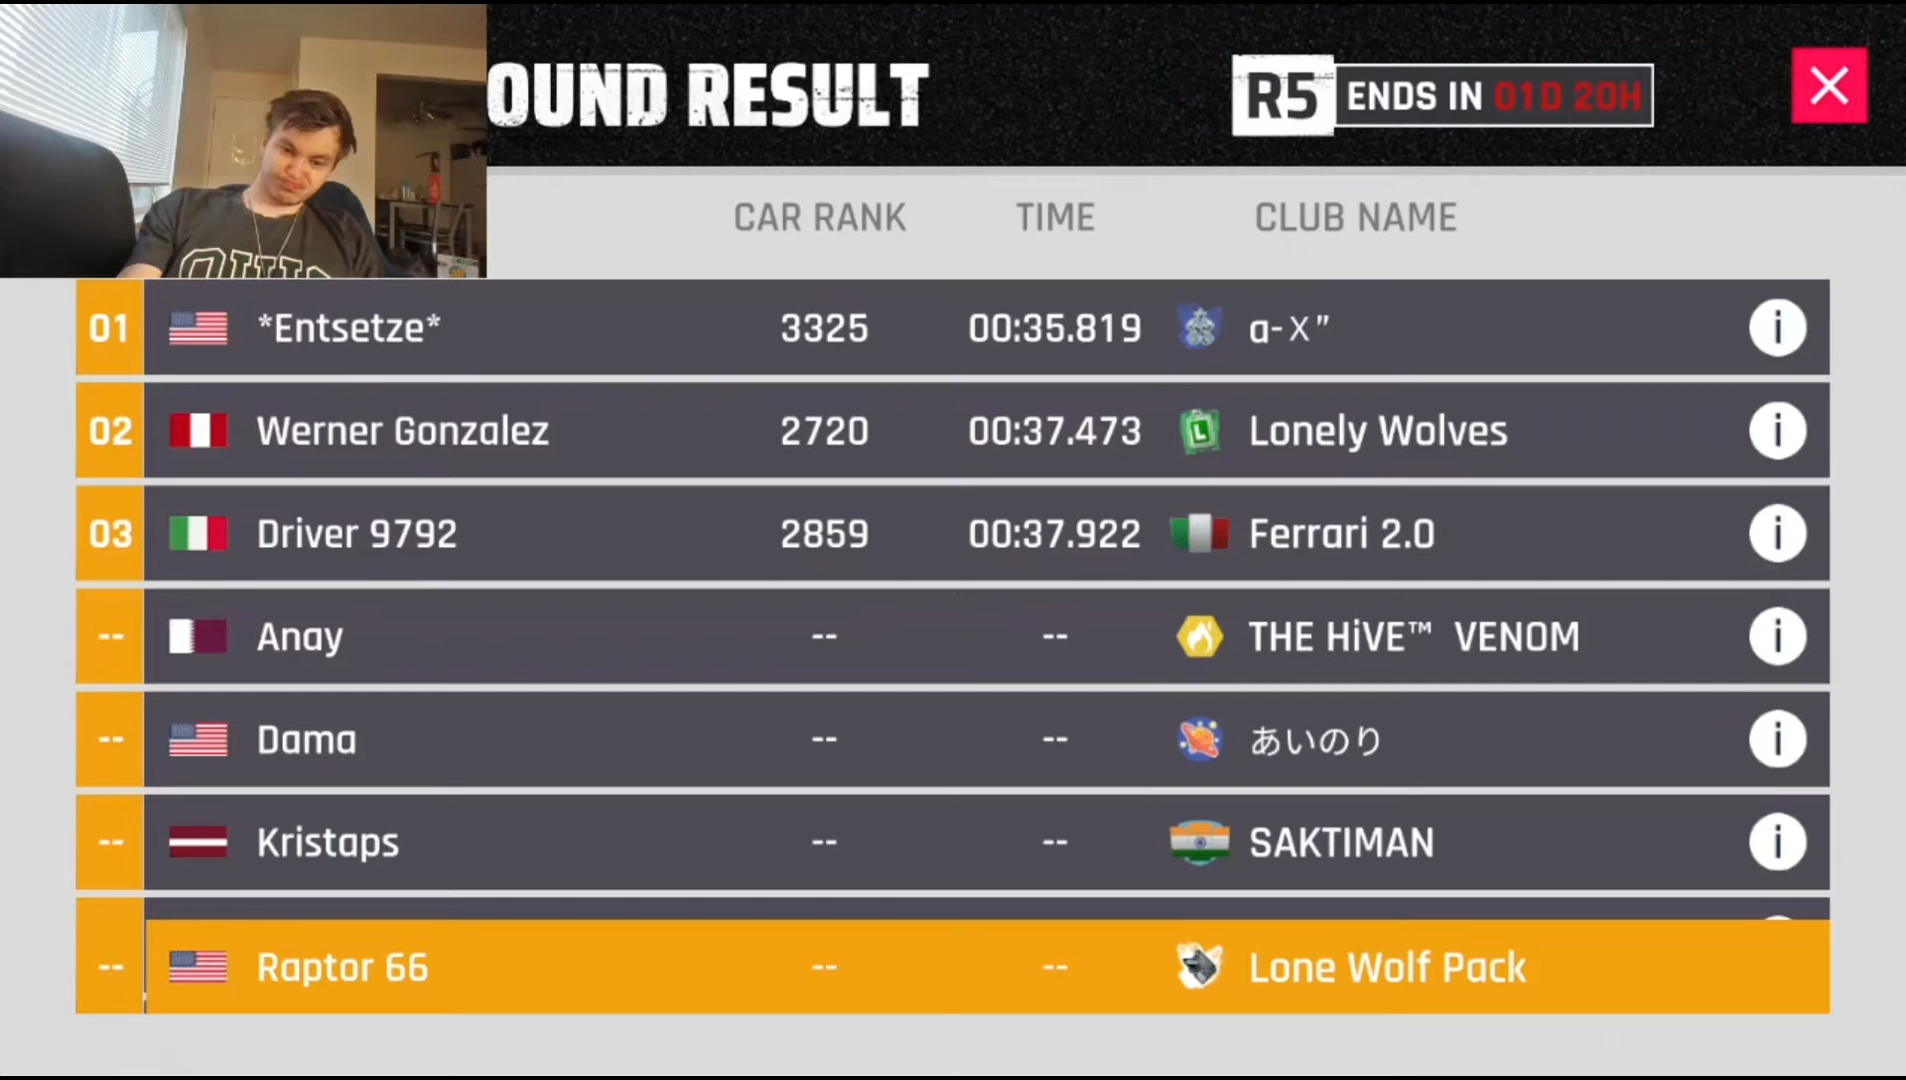 OUND RESULT
R5 ENDS IN 01D 20H
CAR RANK TIME CLUB NAME
01 *Entsetze* 3325 00:35.819 α-X”
02 Werner Gonzalez 2720 00:37.473 L Lonely Wolves
03 Driver 9792 2859 00:37.922 Ferrari 2.0
-- Anay -- -- THE HiVE™ VENOM
-- Dama -- -- あいのり
-- Kristaps -- -- SAKTIMAN
-- Raptor 66 -- -- Lone Wolf Pack